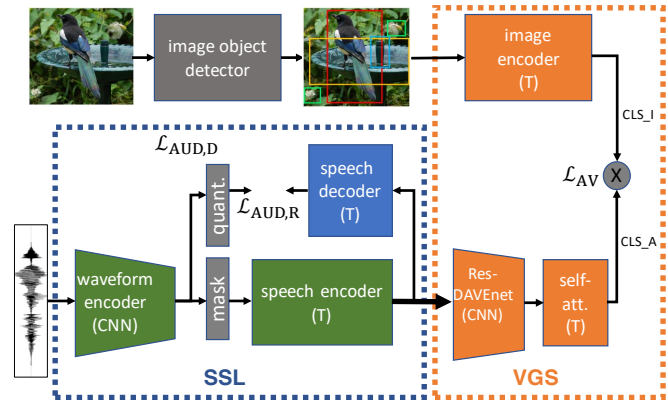 image object
detector
image
encoder
(T)
CLS_I
ℒAUD,D
quant.
ℒAUD,R
speech
decoder
(T)
ℒAV
X
CLS_A
waveform
encoder
(CNN)
mask
speech encoder
(T)
Res-
DAVEnet
(CNN)
self-
att.
(T)
SSL
VGS